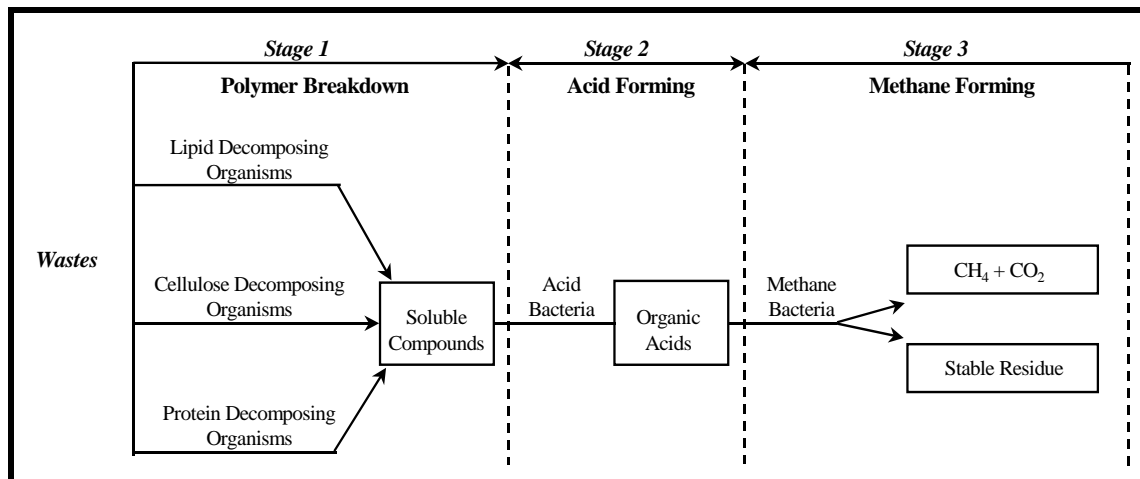 Stage 1
Stage 2
Stage 3
Polymer Breakdown
Acid Forming
Methane Forming
Lipid Decomposing
Organisms
Wastes
Cellulose Decomposing
Organisms
Soluble
Compounds
Acid
Bacteria
Organic
Acids
Methane
Bacteria
CH₄ + CO₂
Stable Residue
Protein Decomposing
Organisms